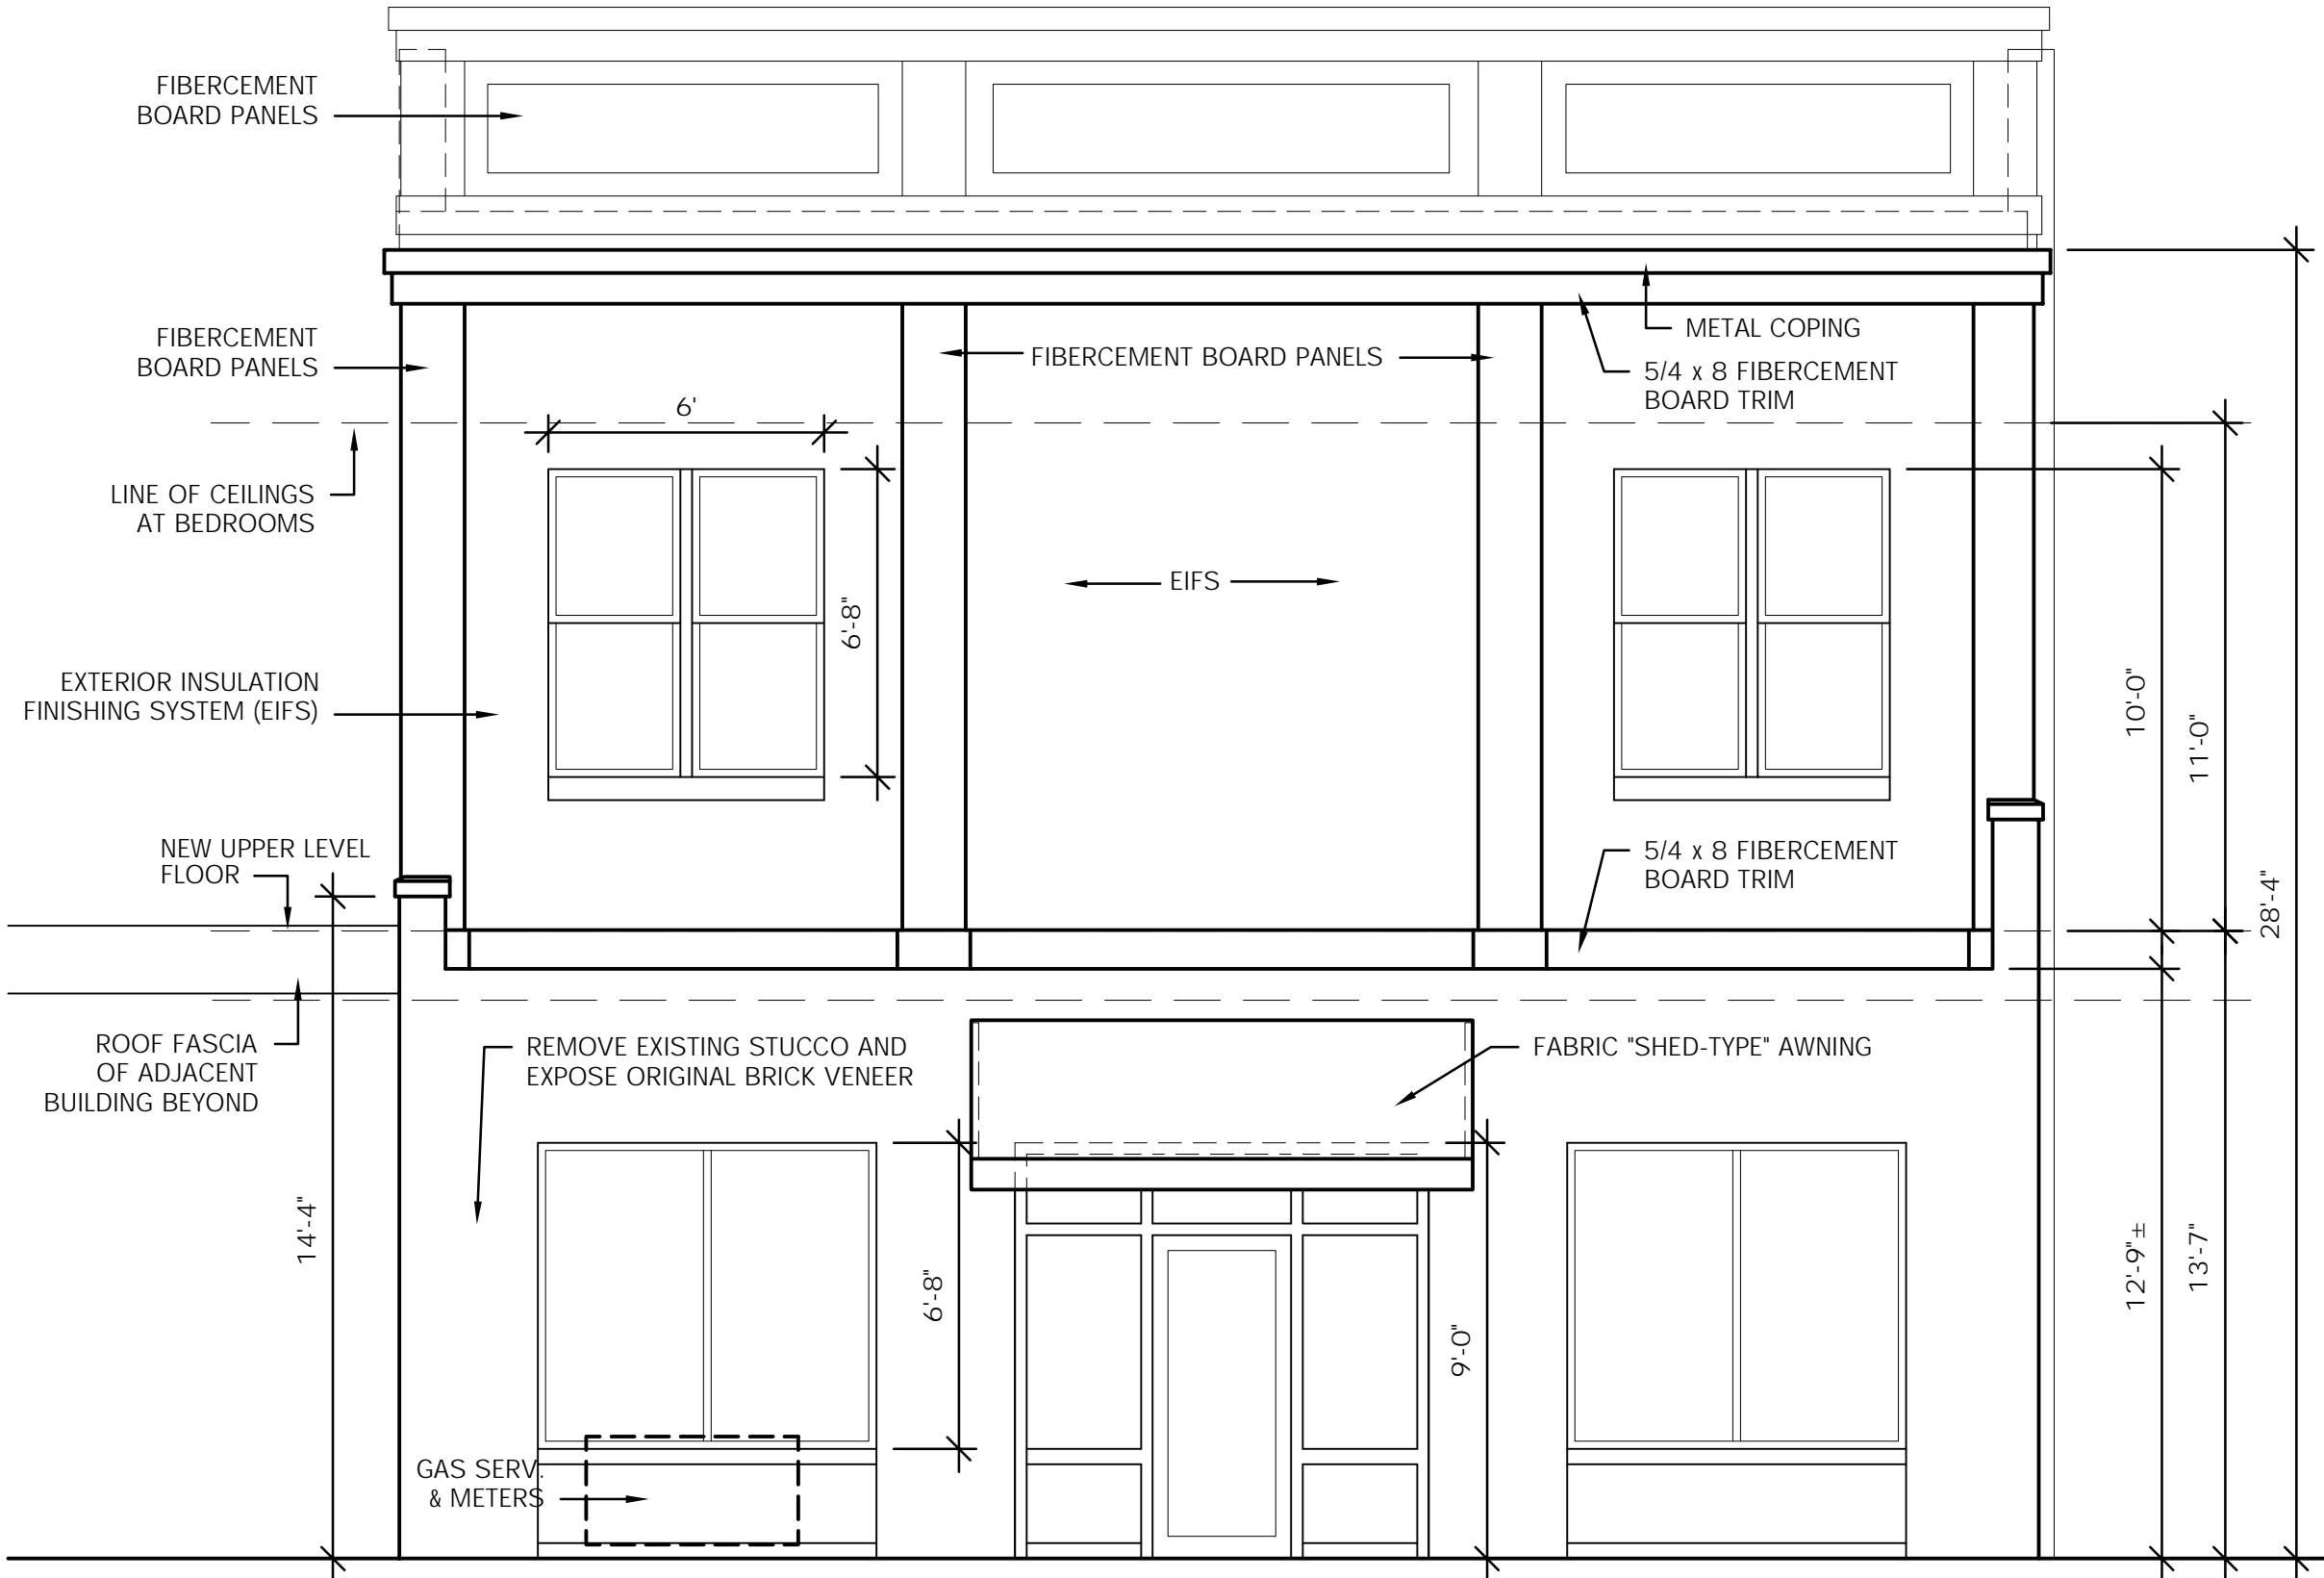 FIBERCEMENT
BOARD PANELS
FIBERCEMENT
BOARD PANELS
FIBERCEMENT BOARD PANELS
METAL COPING
5/4 x 8 FIBERCEMENT
BOARD TRIM
6'
LINE OF CEILINGS
AT BEDROOMS
EIFS
6'-8"
EXTERIOR INSULATION
FINISHING SYSTEM (EIFS)
10'-0"
11'-0"
NEW UPPER LEVEL
FLOOR
5/4 x 8 FIBERCEMENT
BOARD TRIM
28'-4"
ROOF FASCIA
OF ADJACENT
BUILDING BEYOND
REMOVE EXISTING STUCCO AND
EXPOSE ORIGINAL BRICK VENEER
FABRIC "SHED-TYPE" AWNING
14'-4"
6'-8"
9'-0"
12'-9"±
13'-7"
GAS SERV.
& METERS